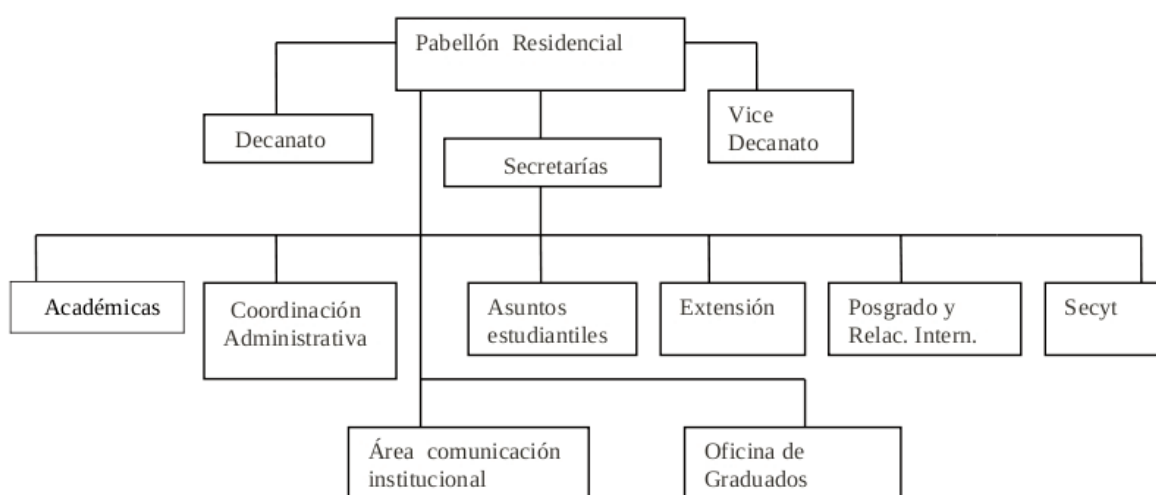 Pabellón Residencial
Decanato
Vice
Decanato
Secretarías
Académicas
Coordinación
Administrativa
Asuntos
estudiantiles
Extensión
Posgrado y
Relac. Intern.
Secyt
Área comunicación
institucional
Oficina de
Graduados